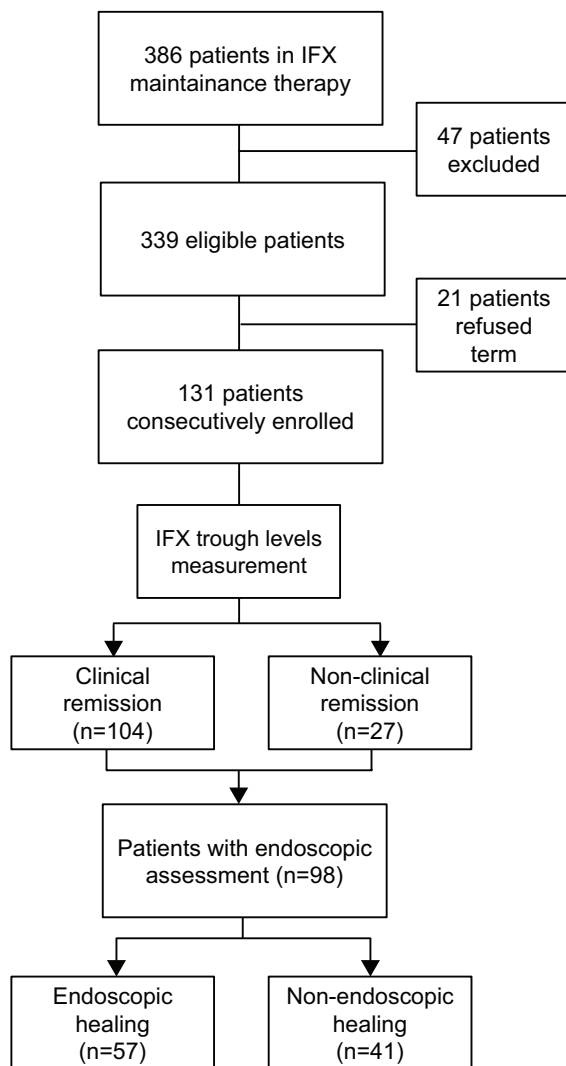 386 patients in IFX
maintainance therapy
47 patients
excluded
339 eligible patients
21 patients
refused
term
131 patients
consecutively enrolled
IFX trough levels
measurement
Clinical
remission
(n=104)
Non-clinical
remission
(n=27)
Patients with endoscopic
assessment (n=98)
Endoscopic
healing
(n=57)
Non-endoscopic
healing
(n=41)